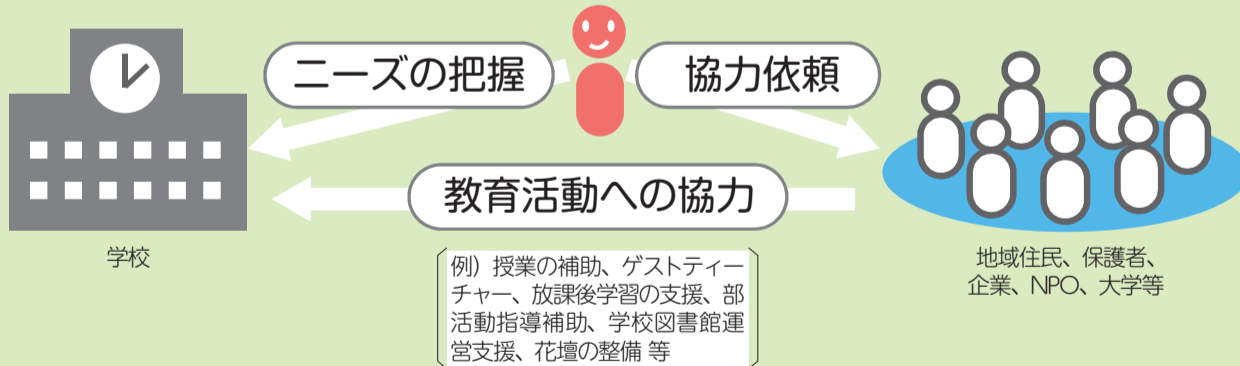 ニーズの把握
協力依頼
教育活動への協力
学校
地域住民、保護者、
企業、NPO、大学等
例）授業の補助、ゲストティー
チャー、放課後学習の支援、部
活動指導補助、学校図書館運
営支援、花壇の整備 等